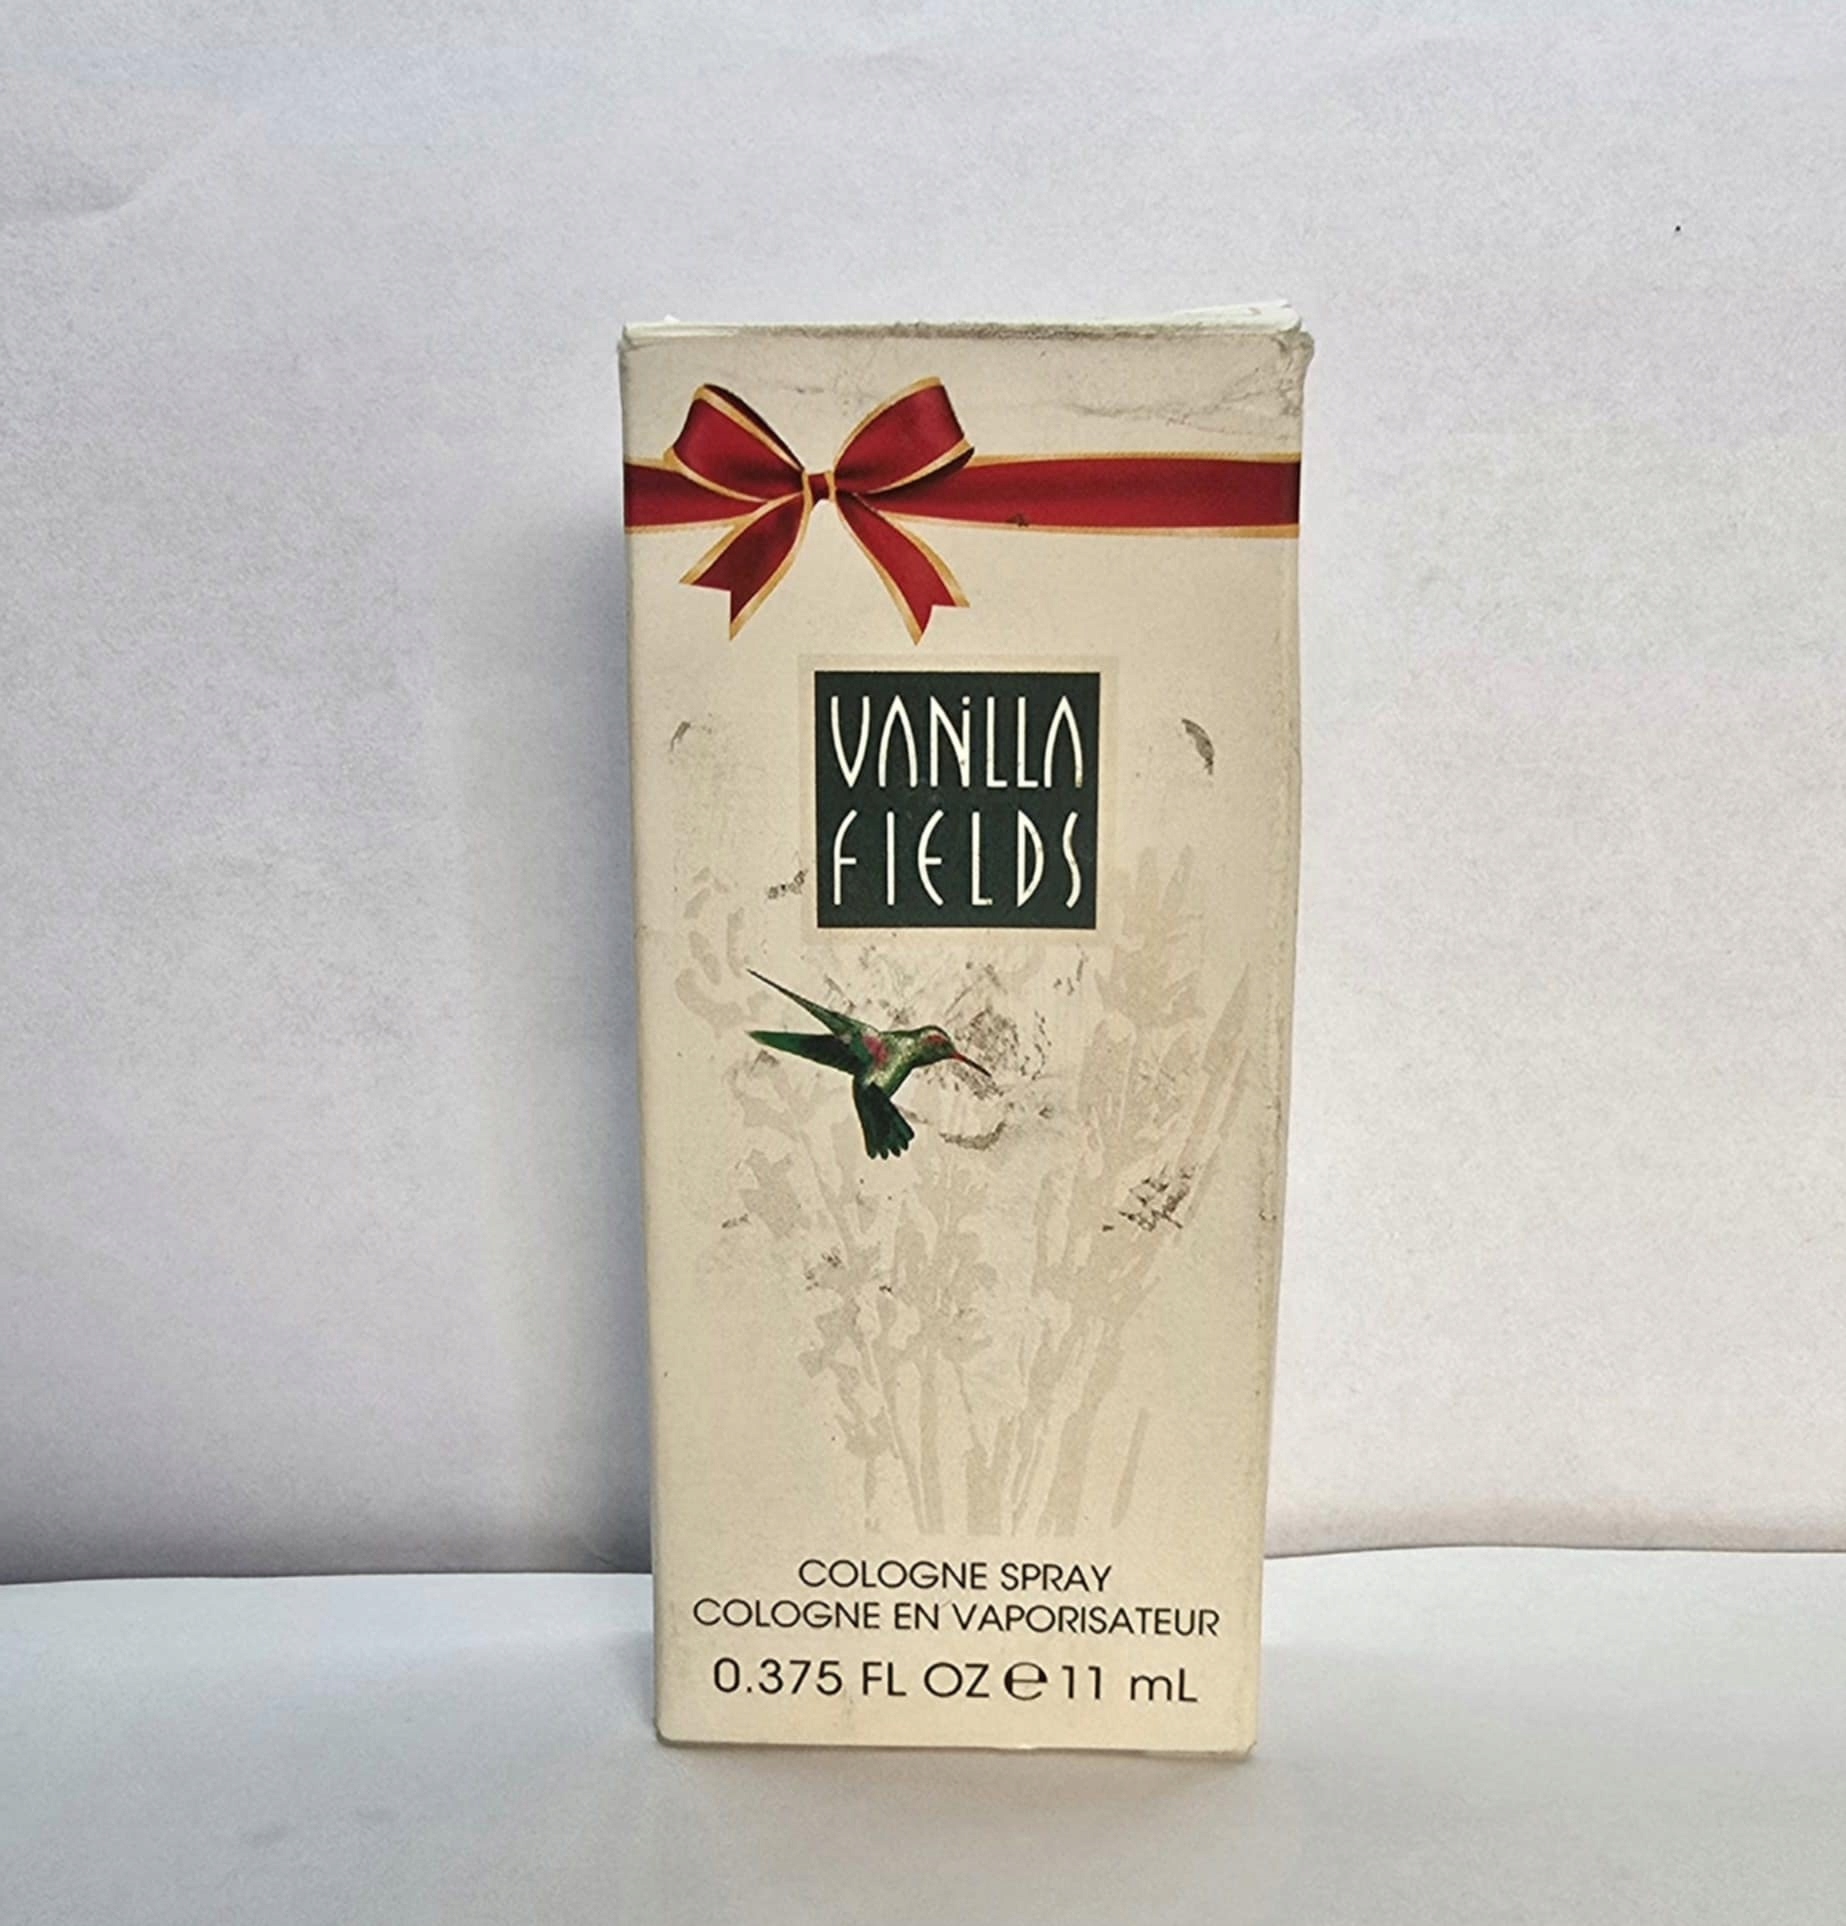 VANiLLA
FIELDS
COLOGNE SPRAY
COLOGNE EN VAPORISATEUR
0.375 FL OZ ℮ 11 mL